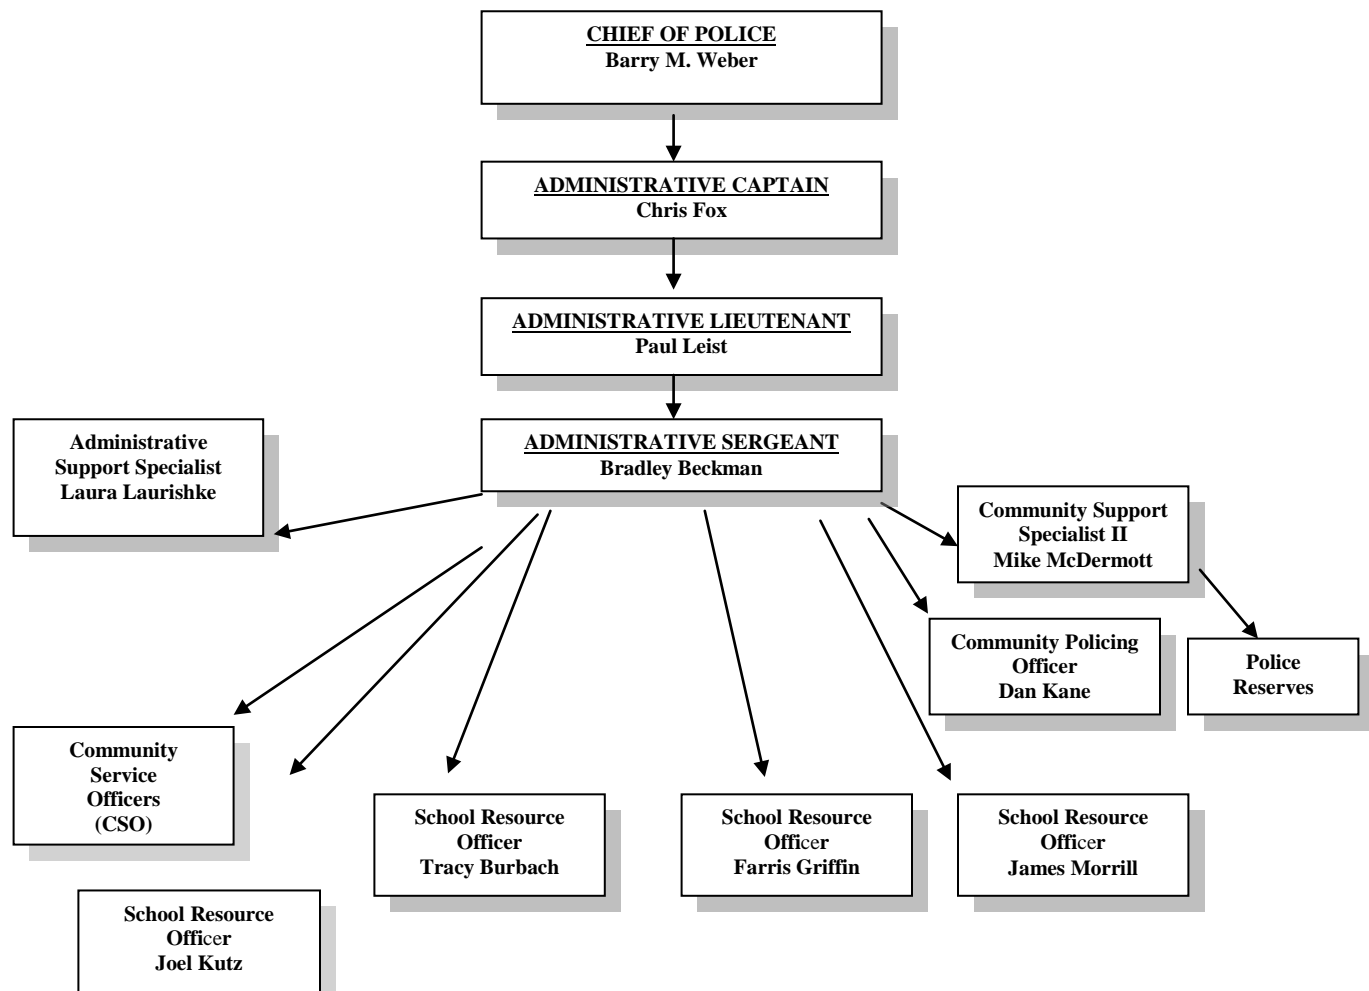 CHIEF OF POLICE
Barry M. Weber
ADMINISTRATIVE CAPTAIN
Chris Fox
ADMINISTRATIVE LIEUTENANT
Paul Leist
ADMINISTRATIVE SERGEANT
Bradley Beckman
Administrative
Support Specialist
Laura Laurishke
Community Support
Specialist II
Mike McDermott
Community Policing
Officer
Dan Kane
Police
Reserves
Community
Service
Officers
(CSO)
School Resource
Officer
Tracy Burbach
School Resource
Officer
Farris Griffin
School Resource
Officer
James Morrill
School Resource
Officer
Joel Kutz